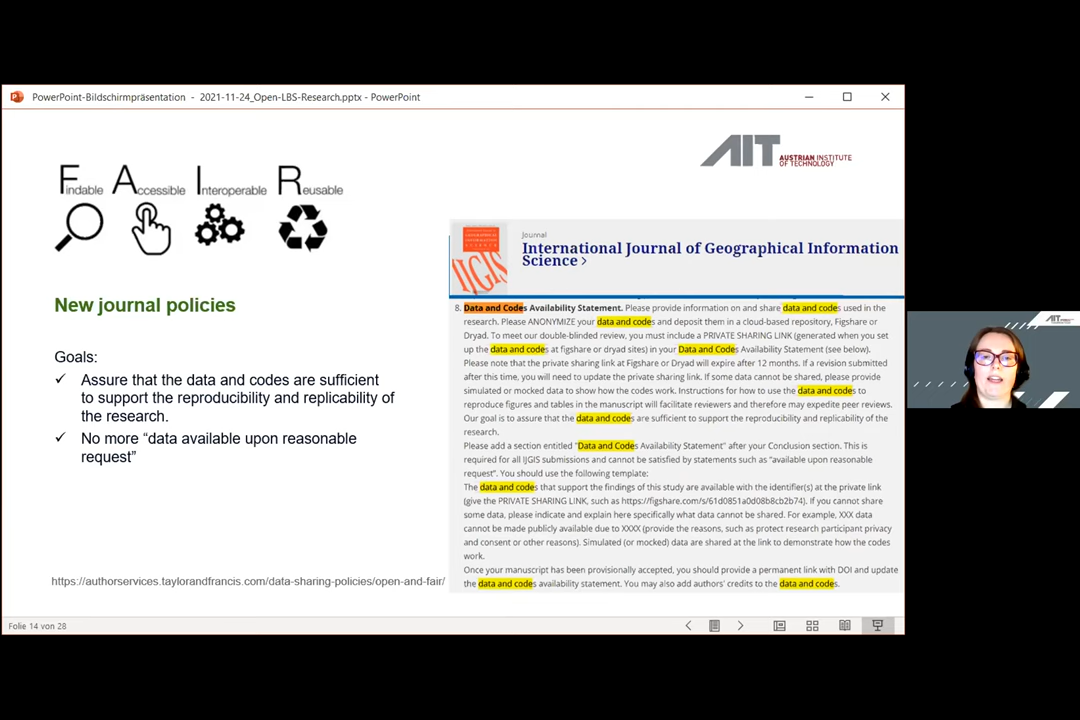 PowerPoint-Bildschirmpräsentation - 2021-11-24_Open-LBS-Research.pptx - PowerPoint
AIT AUSTRIAN INSTITUTE
OF TECHNOLOGY
Findable Accessible Interoperable Reusable
New journal policies
Goals:
✓ Assure that the data and codes are sufficient
to support the reproducibility and replicability of
the research.
✓ No more “data available upon reasonable
request”
https://authorservices.taylorandfrancis.com/data-sharing-policies/open-and-fair/
IJGIS
Journal
International Journal of Geographical Information
Science >
8. Data and Codes Availability Statement. Please provide information on and share data and codes used in the
research. Please ANONYMIZE your data and codes and deposit them in a cloud-based repository, Figshare or
Dryad. To meet our double-blinded review, you must include a PRIVATE SHARING LINK (generated when you set
up the data and codes at figshare or dryad sites) in your Data and Codes Availability Statement (see below).
Please note that the private sharing link at Figshare or Dryad will expire after 12 months. If a revision submitted
after this time, you will need to update the private sharing link. If some data cannot be shared, please provide
simulated or mocked data to show how the codes work. Instructions for how to use the data and codes to
reproduce figures and tables in the manuscript will facilitate reviewers and therefore may expedite peer reviews.
Our goal is to assure that the data and codes are sufficient to support the reproducibility and replicability of the
research.
Please add a section entitled "Data and Codes Availability Statement" after your Conclusion section. This is
required for all IJGIS submissions and cannot be satisfied by statements such as “available upon reasonable
request”. You should use the following template:
The data and codes that support the findings of this study are available with the identifier(s) at the private link
(give the PRIVATE SHARING LINK, such as https://figshare.com/s/61d0851a0d08b8cb2b74). If you cannot share
some data, please indicate and explain here specifically what data cannot be shared. For example, XXX data
cannot be made publicly available due to XXXX (provide the reasons, such as protect research participant privacy
and consent or other reasons). Simulated (or mocked) data are shared at the link to demonstrate how the codes
work.
Once your manuscript has been provisionally accepted, you should provide a permanent link with DOI and update
the data and codes availability statement. You may also add authors' credits to the data and codes.
AIT
Folie 14 von 28